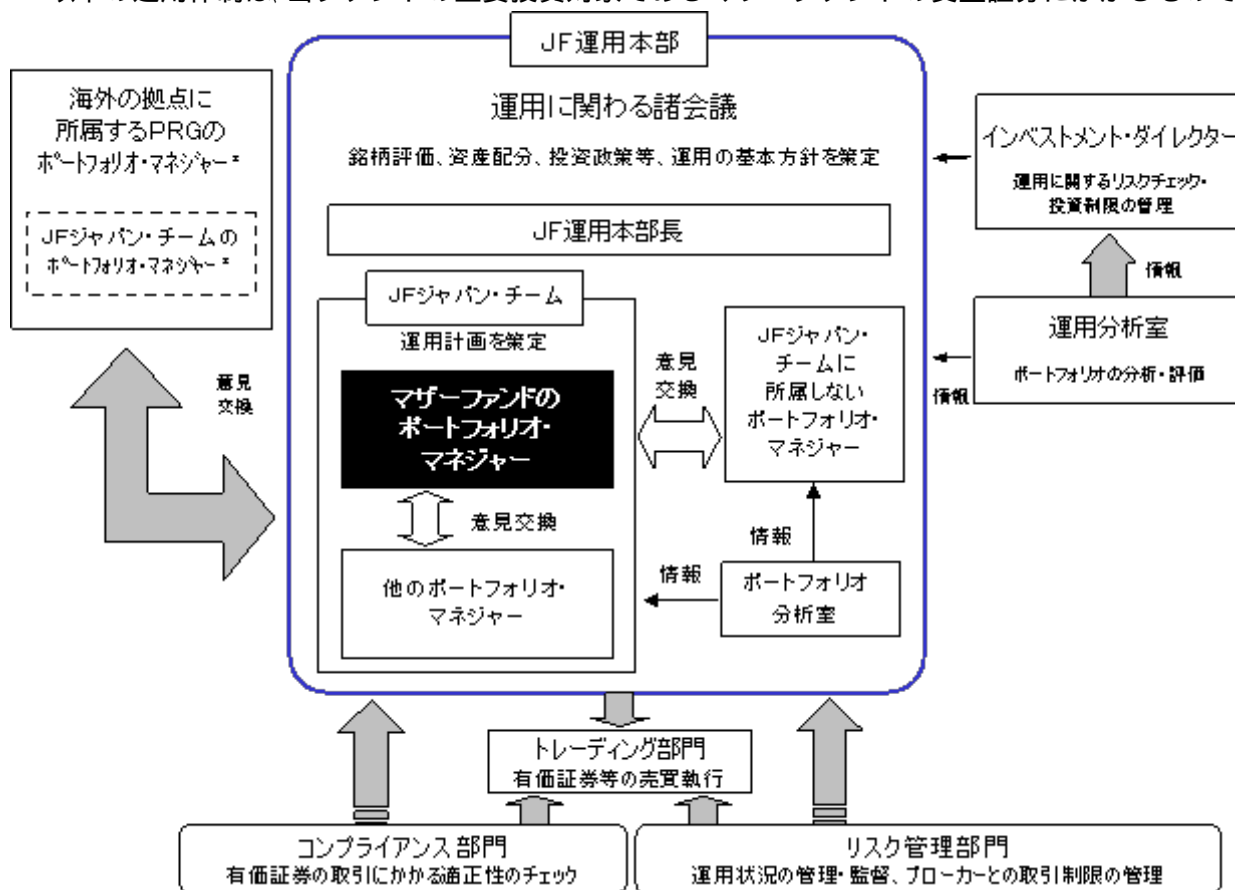 JF運用本部
海外の拠点に
所属するPRGの
ポートフォリオ・マネジャー*
JFジャパン・チームの
ポートフォリオ・マネジャー*
運用に関わる諸会議
銘柄評価、資産配分、投資政策等、運用の基本方針を策定
インベストメント・ダイレクター
運用に関するリスクチェック・
投資制限の管理
JF運用本部長
情報
運用分析室
ポートフォリオの分析・評価
情報
JFジャパン・チーム
運用計画を策定
マザーファンドの
ポートフォリオ・
マネジャー
意見
交換
JFジャパン・
チームに
所属しない
ポートフォリオ・
マネジャー
意見
交換
意見交換
他のポートフォリオ・
マネジャー
情報
情報
ポートフォリオ
分析室
トレーディング部門
有価証券等の売買執行
コンプライアンス部門
有価証券の取引にかかる適正性のチェック
リスク管理部門
運用状況の管理・監督、ブローカーとの取引制限の管理